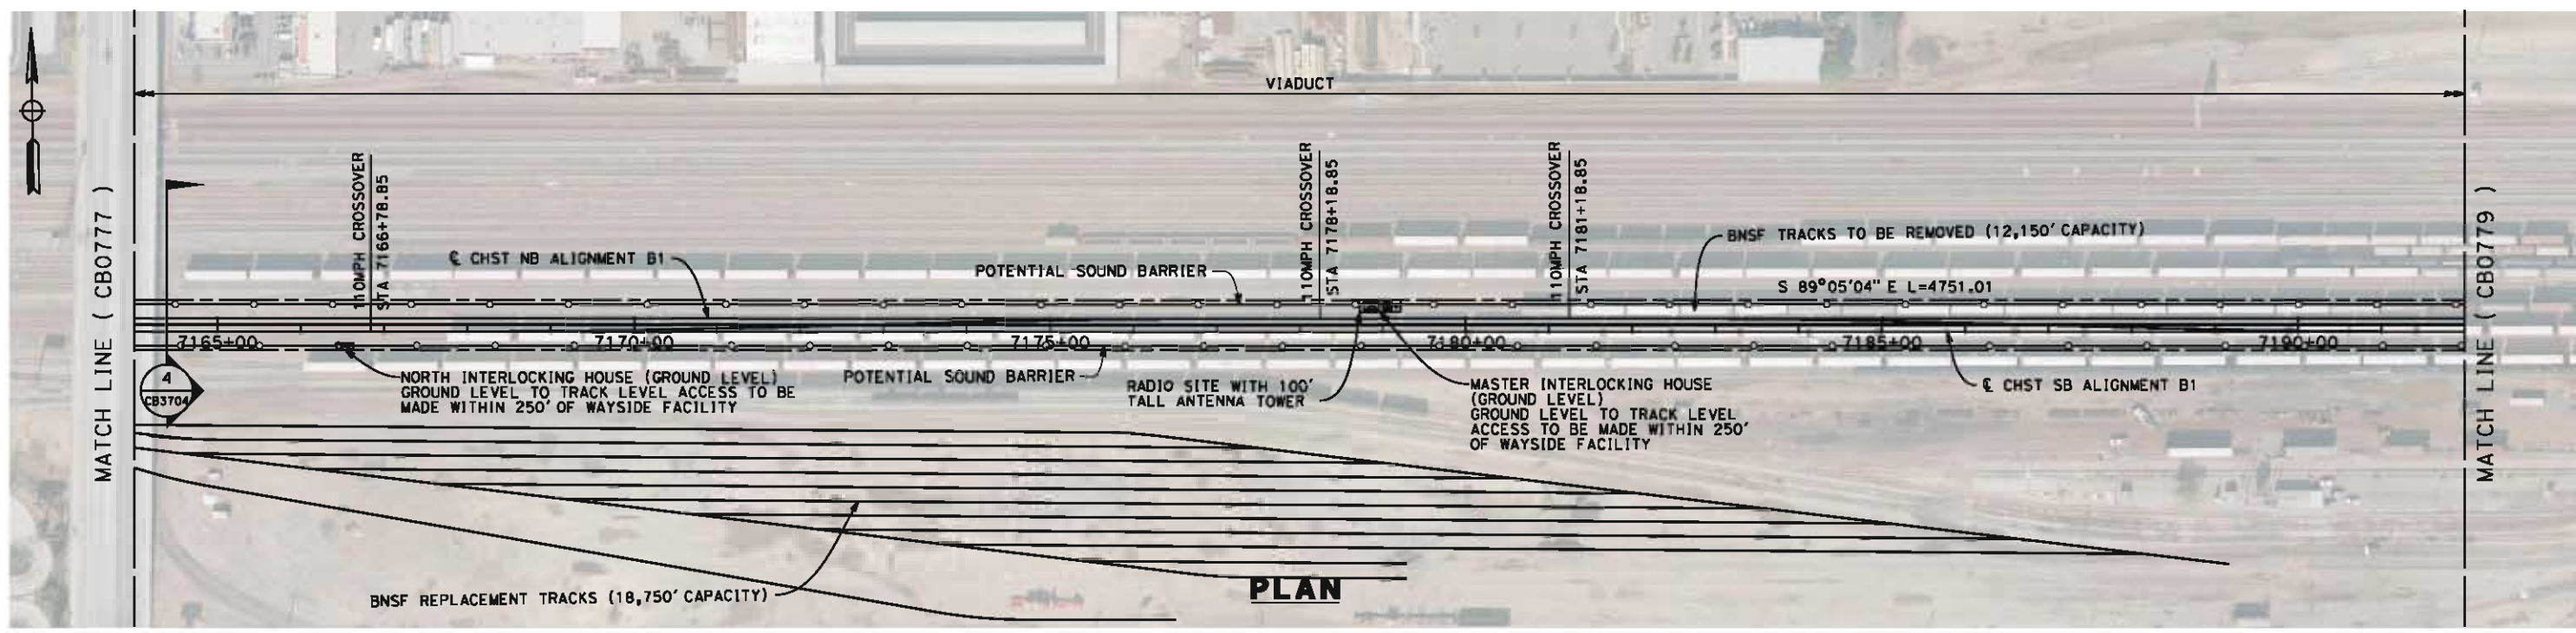 VIADUCT
MATCH LINE ( CB0777 )
110MPH CROSSOVER
STA 7166+78.85
℄ CHST NB ALIGNMENT B1
POTENTIAL SOUND BARRIER
110MPH CROSSOVER
STA 7178+18.85
110MPH CROSSOVER
STA 7181+18.85
BNSF TRACKS TO BE REMOVED (12,150' CAPACITY)
S 89°05'04" E L=4751.01
MATCH LINE ( CB0779 )
7165+00
7170+00
7175+00
7180+00
7185+00
7190+00
4
CB3704
NORTH INTERLOCKING HOUSE (GROUND LEVEL)
GROUND LEVEL TO TRACK LEVEL ACCESS TO BE
MADE WITHIN 250' OF WAYSIDE FACILITY
POTENTIAL SOUND BARRIER
RADIO SITE WITH 100'
TALL ANTENNA TOWER
MASTER INTERLOCKING HOUSE
(GROUND LEVEL)
GROUND LEVEL TO TRACK LEVEL
ACCESS TO BE MADE WITHIN 250'
OF WAYSIDE FACILITY
℄ CHST SB ALIGNMENT B1
BNSF REPLACEMENT TRACKS (18,750' CAPACITY)
PLAN